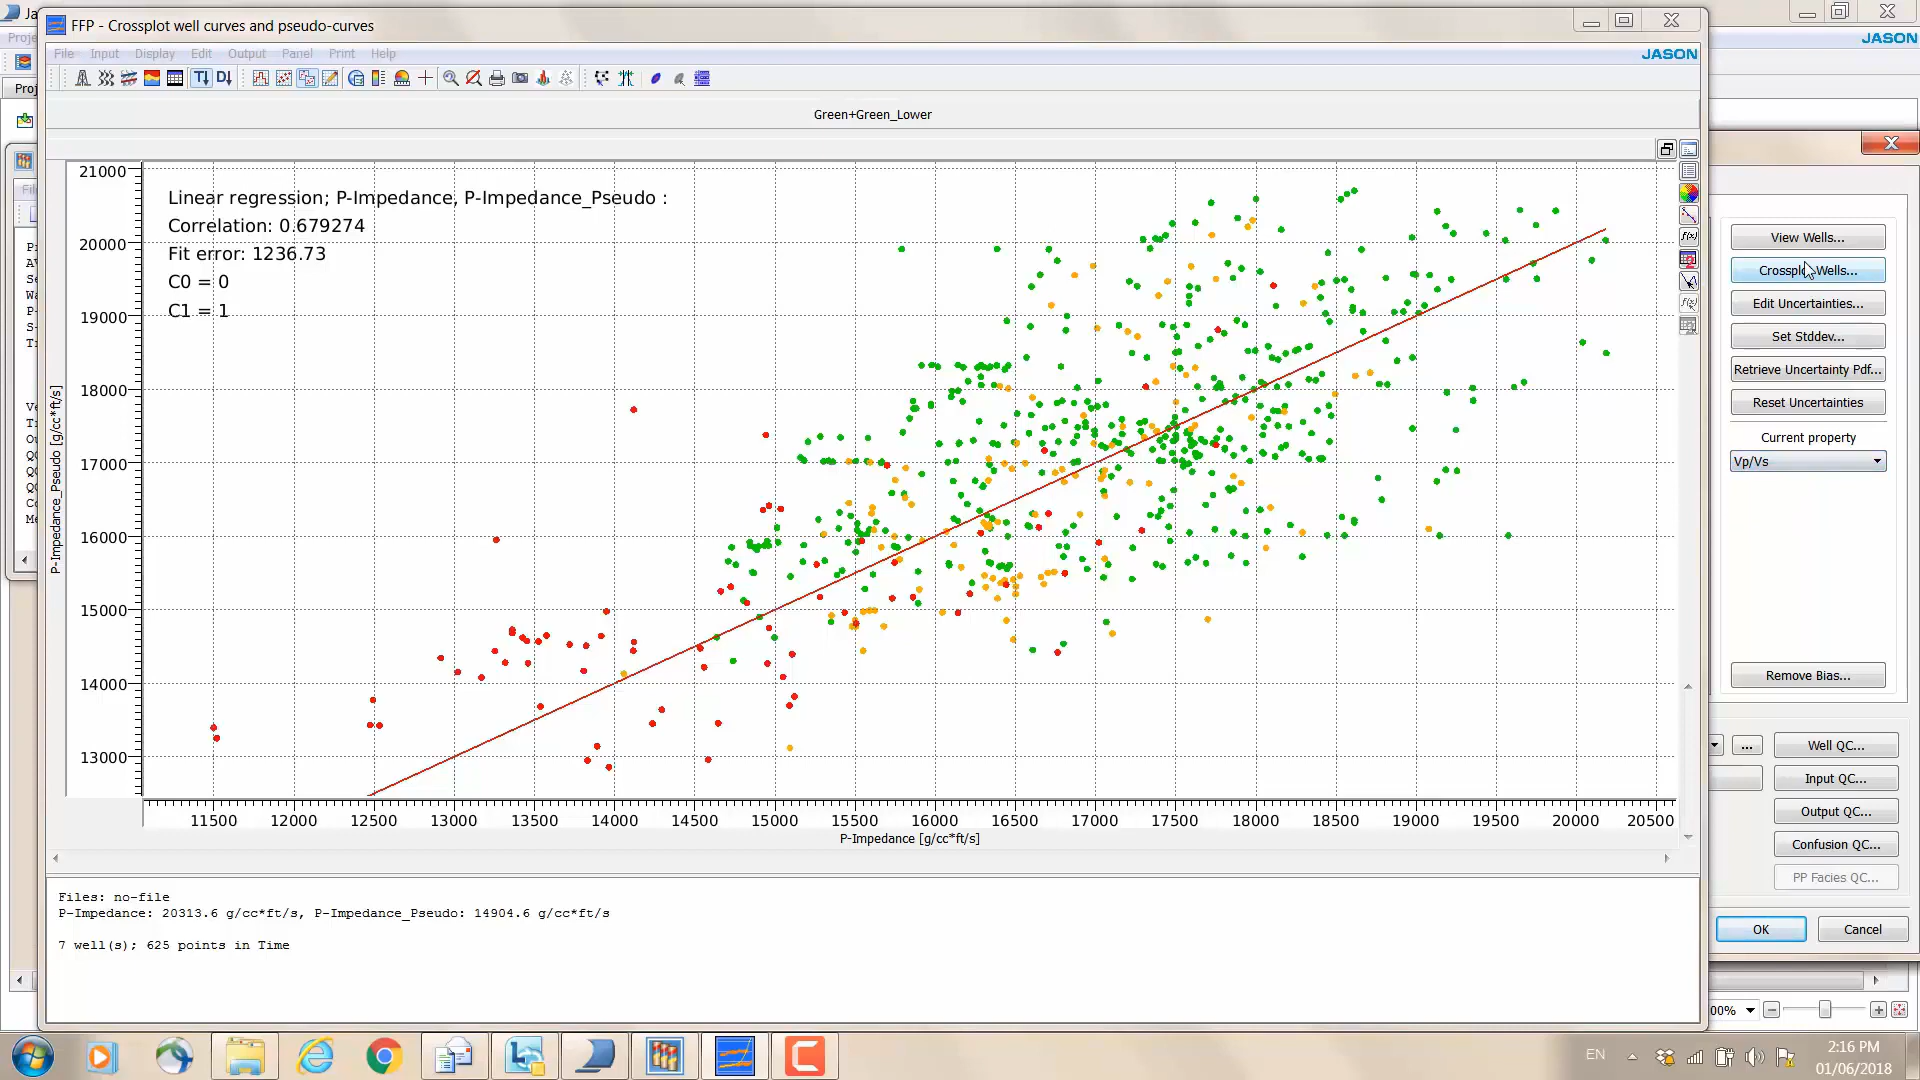 Ja
FFP - Crossplot well curves and pseudo-curves
File Input Display Edit Output Panel Print Help
JASON
JASON
Proj
Green+Green_Lower
Linear regression; P-Impedance, P-Impedance_Pseudo :
Correlation: 0.679274
Fit error: 1236.73
C0 = 0
C1 = 1
21000
20000
19000
18000
17000
16000
15000
14000
13000
P-Impedance_Pseudo [g/cc*ft/s]
11500 12000 12500 13000 13500 14000 14500 15000 15500 16000 16500 17000 17500 18000 18500 19000 19500 20000 20500
P-Impedance [g/cc*ft/s]
Files: no-file
P-Impedance: 20313.6 g/cc*ft/s, P-Impedance_Pseudo: 14904.6 g/cc*ft/s
7 well(s); 625 points in Time
View Wells...
Crossplot Wells...
Edit Uncertainties...
Set Stddev...
Retrieve Uncertainty Pdf...
Reset Uncertainties
Current property
Vp/Vs
Remove Bias...
... Well QC...
Input QC...
Output QC...
Confusion QC...
PP Facies QC...
OK Cancel
00%
EN
2:16 PM
01/06/2018